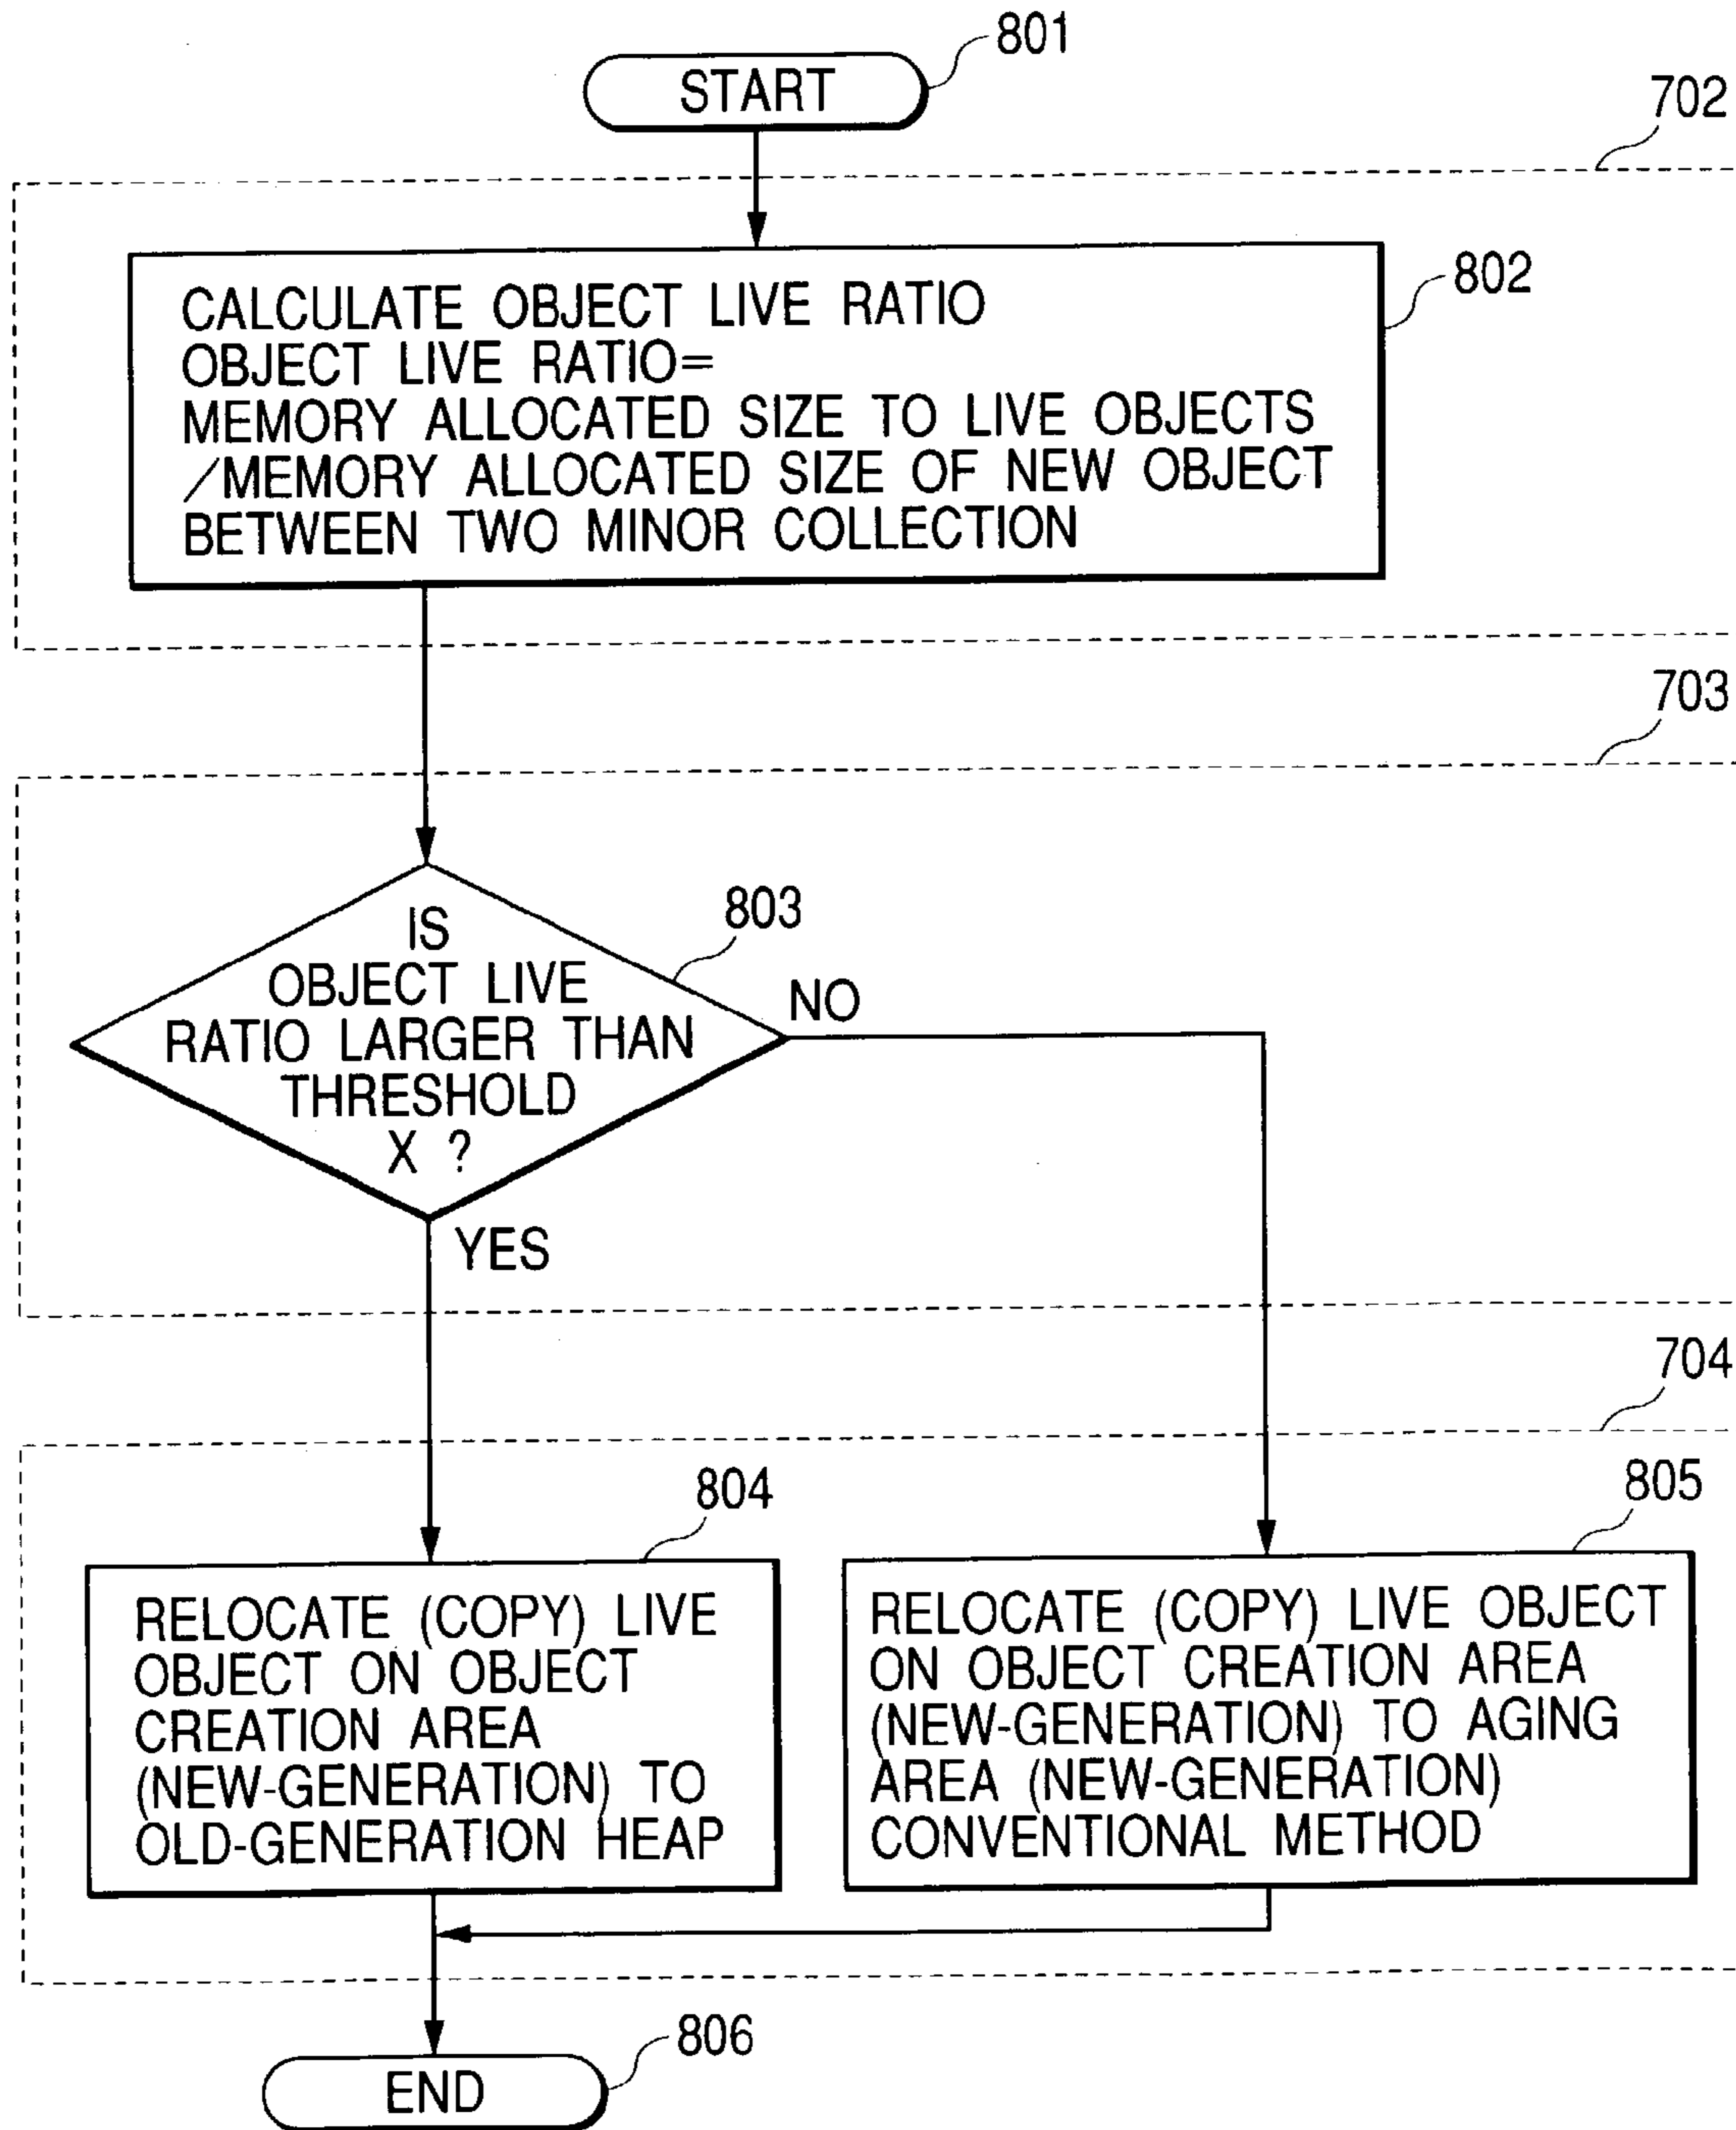 801
START
702
802
CALCULATE OBJECT LIVE RATIO
OBJECT LIVE RATIO=
MEMORY ALLOCATED SIZE TO LIVE OBJECTS
/MEMORY ALLOCATED SIZE OF NEW OBJECT
BETWEEN TWO MINOR COLLECTION
703
803
IS
OBJECT LIVE
RATIO LARGER THAN
THRESHOLD
X ?
NO
YES
704
804
RELOCATE (COPY) LIVE
OBJECT ON OBJECT
CREATION AREA
(NEW-GENERATION) TO
OLD-GENERATION HEAP
805
RELOCATE (COPY) LIVE OBJECT
ON OBJECT CREATION AREA
(NEW-GENERATION) TO AGING
AREA (NEW-GENERATION)
CONVENTIONAL METHOD
806
END